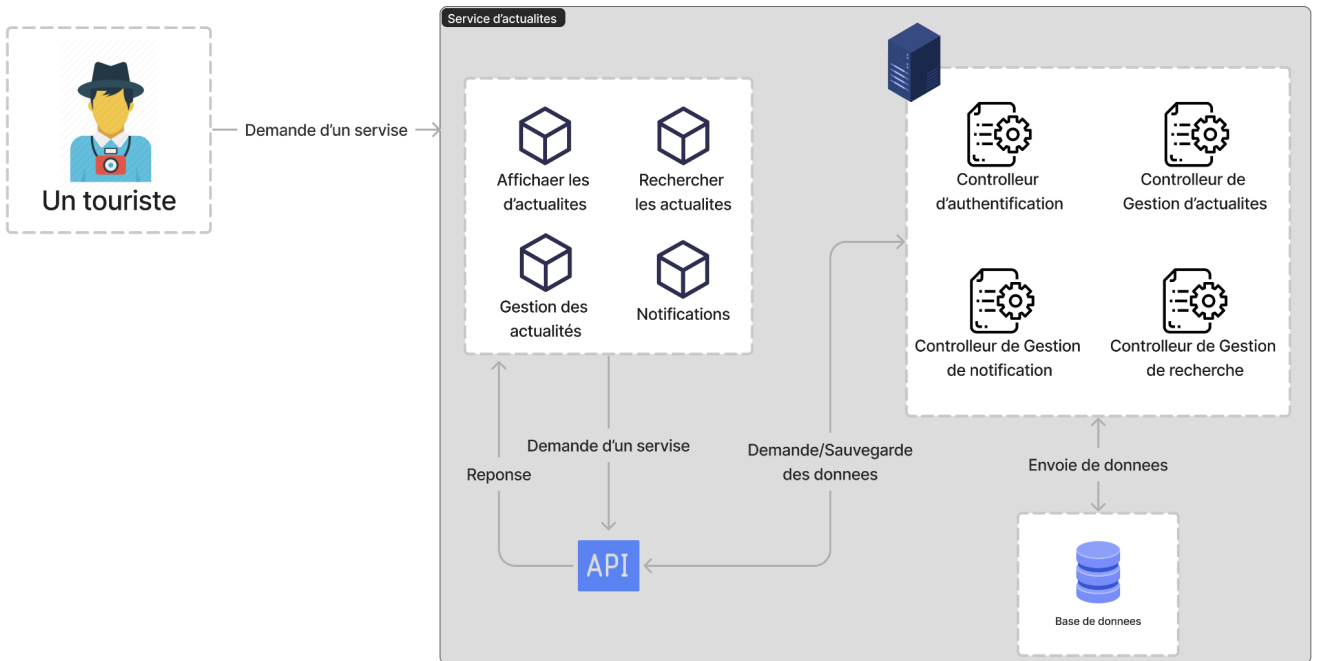 Service d'actualites
Un touriste
Demande d'un servise
Affichaer les
d'actualites
Rechercher
les actualites
Gestion des
actualités
Notifications
Controlleur
d'authentification
Controlleur de
Gestion d'actualites
Controlleur de Gestion
de notification
Controlleur de Gestion
de recherche
Reponse
Demande d'un servise
Demande/Sauvegarde
des donnees
Envoie de donnees
API
Base de donnees